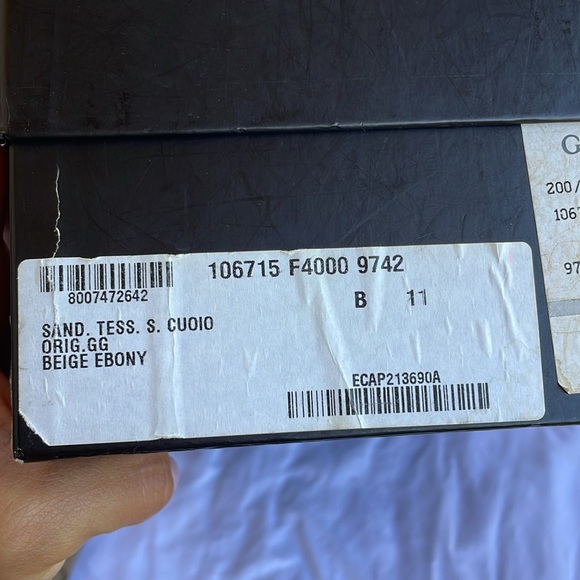 106715 F4000 9742
8007472642
B 11
SAND. TESS. S. CUOIO
ORIG.GG
BEIGE EBONY
ECAP213690A
G
200/
106
97